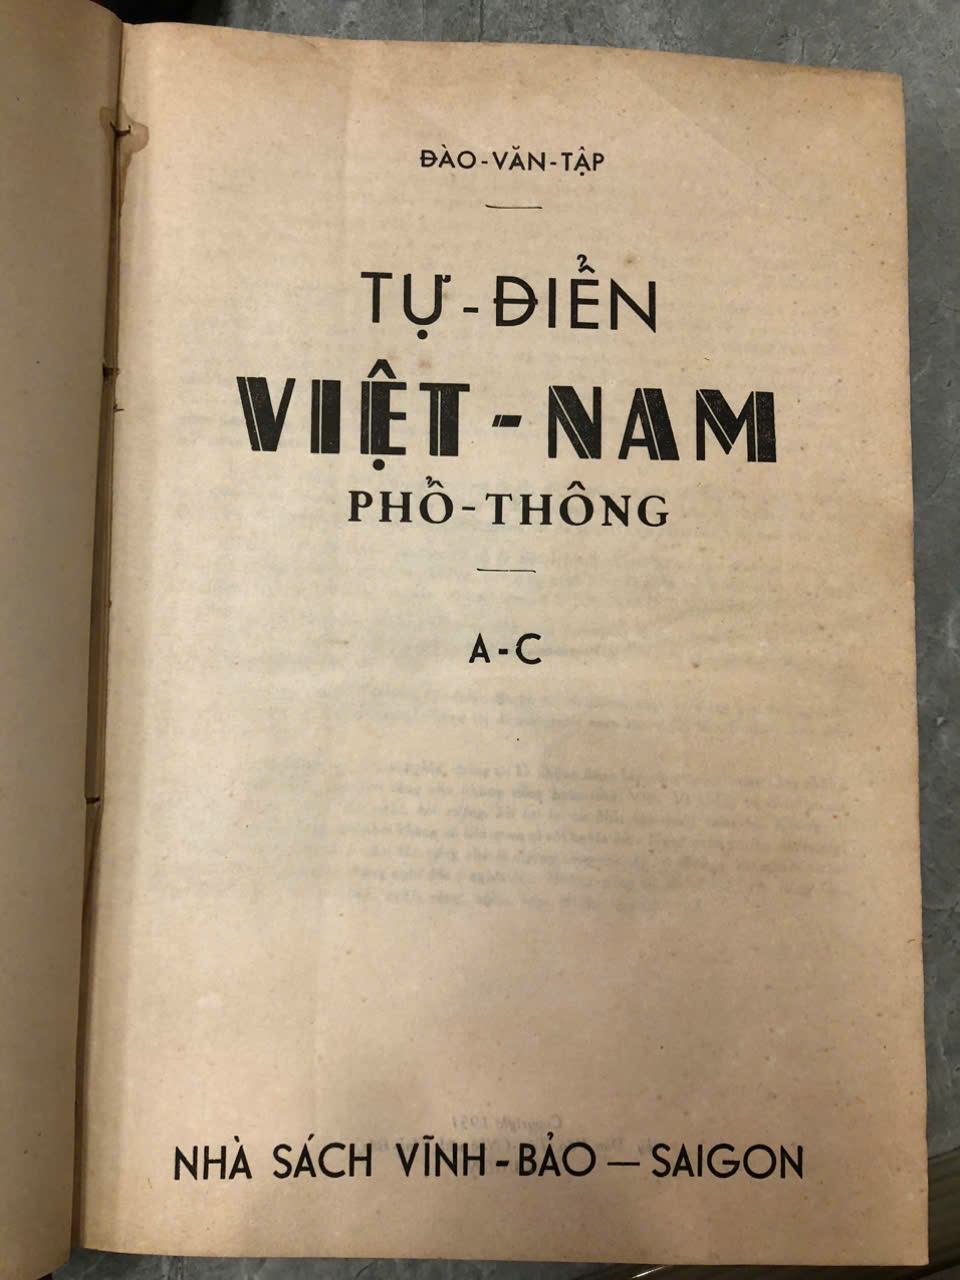 ĐÀO-VĂN-TẬP
TỰ-ĐIỂN
VIỆT-NAM
PHỔ-THÔNG
A-C
NHÀ SÁCH VĨNH-BẢO — SAIGON